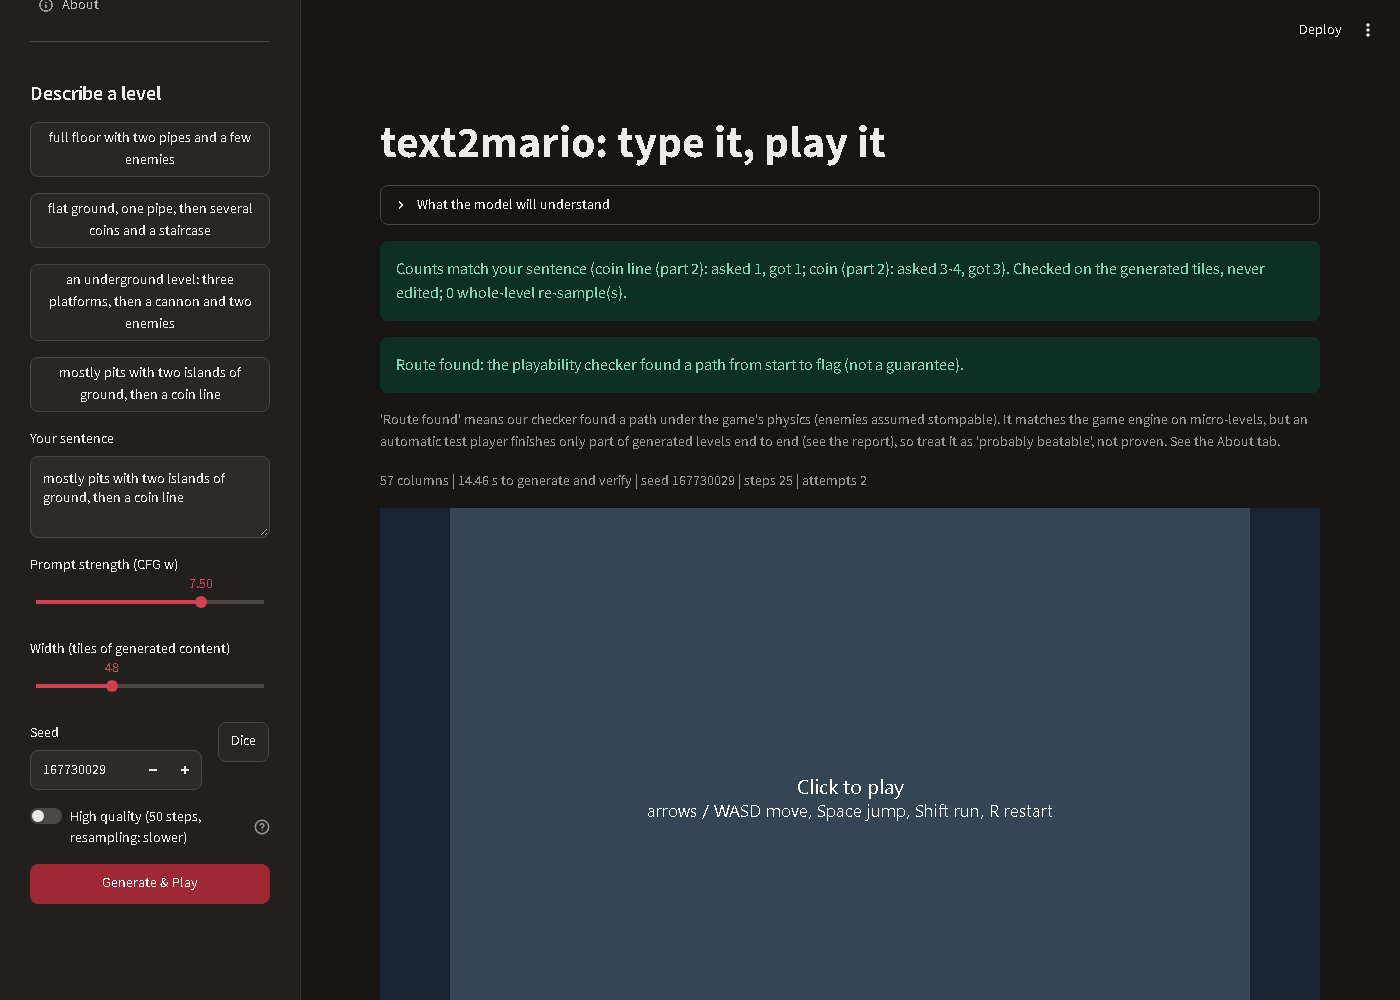 About
Describe a level
full floor with two pipes and a few
enemies
flat ground, one pipe, then several
coins and a staircase
an underground level: three
platforms, then a cannon and two
enemies
mostly pits with two islands of
ground, then a coin line
Your sentence
mostly pits with two islands of
ground, then a coin line
Prompt strength (CFG w)
7.50
Width (tiles of generated content)
48
Seed
Dice
167730029
High quality (50 steps,
resampling; slower)
Generate & Play
Deploy
text2mario: type it, play it
What the model will understand
Counts match your sentence (coin line (part 2): asked 1, got 1; coin (part 2): asked 3-4, got 3). Checked on the generated tiles, never
edited; 0 whole-level re-sample(s).
Route found: the playability checker found a path from start to flag (not a guarantee).
'Route found' means our checker found a path under the game's physics (enemies assumed stompable). It matches the game engine on micro-levels, but an
automatic test player finishes only part of generated levels end to end (see the report), so treat it as 'probably beatable', not proven. See the About tab.
57 columns | 14.46 s to generate and verify | seed 167730029 | steps 25 | attempts 2
Click to play
arrows / WASD move, Space jump, Shift run, R restart